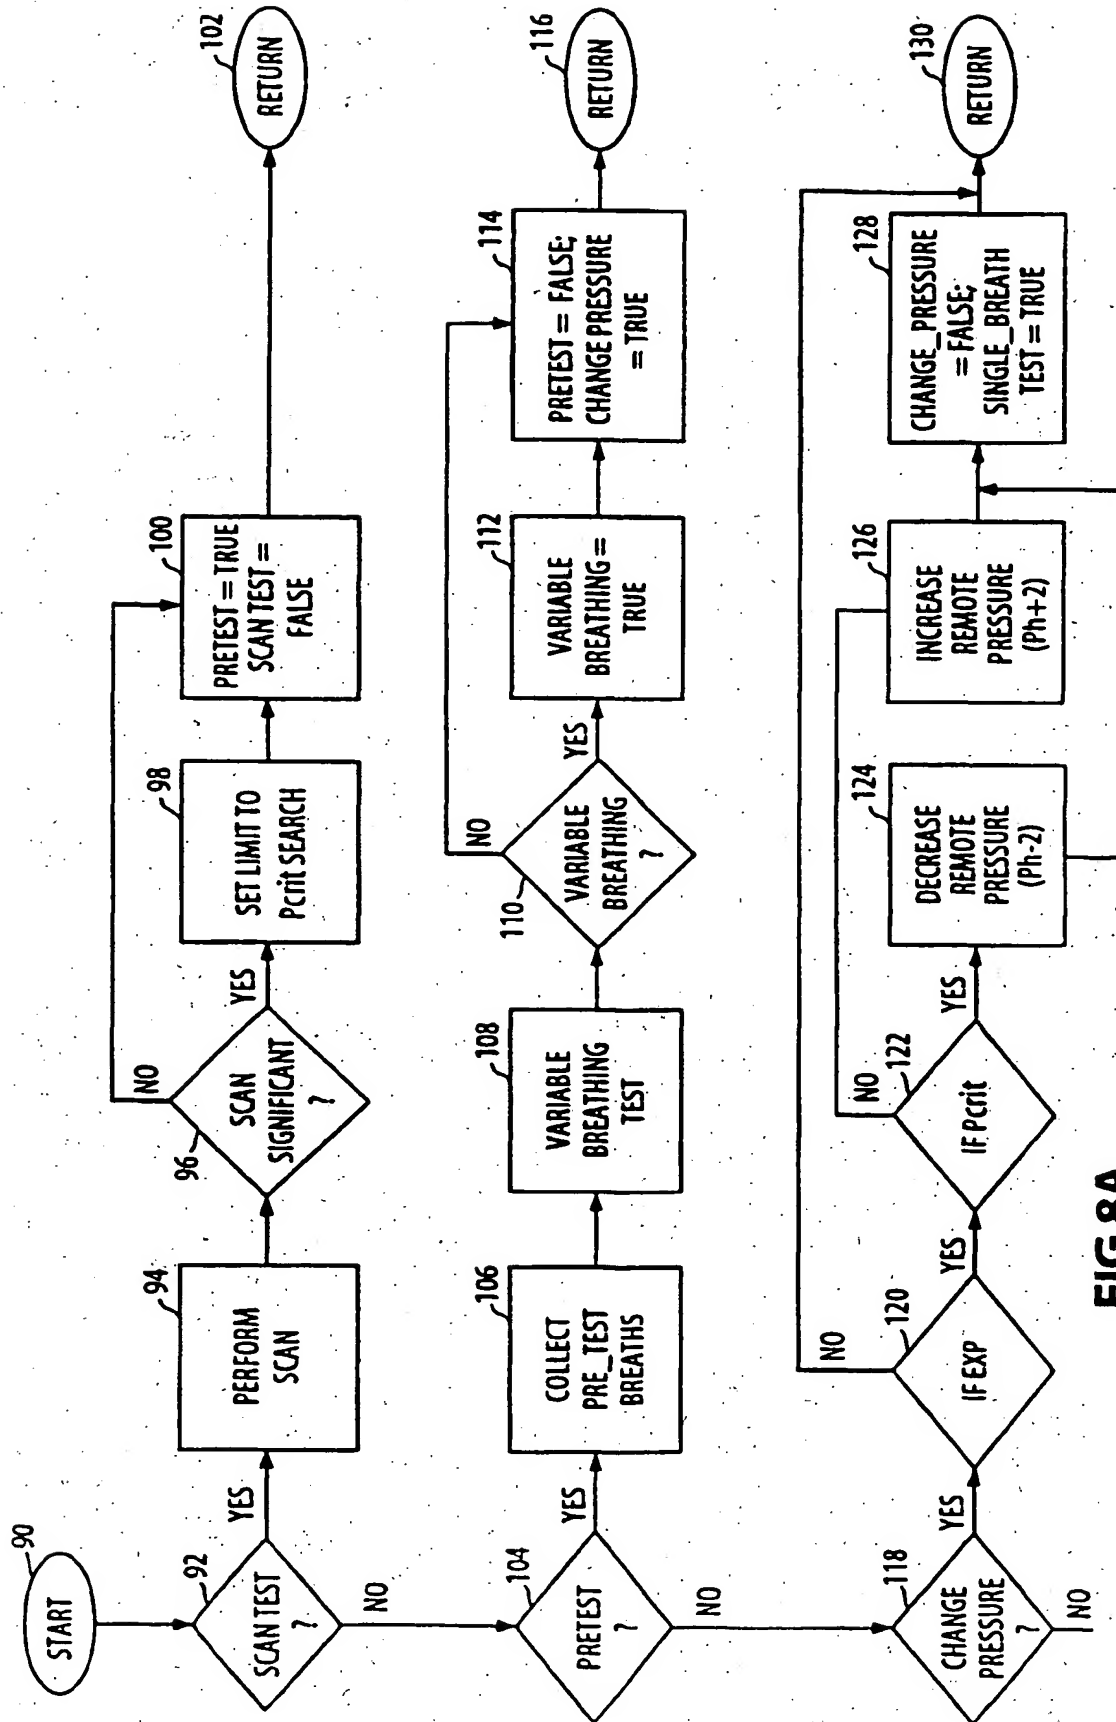 90
START
92
SCAN TEST
?
YES
NO
94
PERFORM
SCAN
96
SCAN
SIGNIFICANT
?
YES
NO
98
SET LIMIT TO
Pcrit SEARCH
100
PRETEST = TRUE
SCAN TEST =
FALSE
102
RETURN
104
PRETEST
?
YES
NO
106
COLLECT
PRE_TEST
BREATHS
108
VARIABLE
BREATHING
TEST
110
VARIABLE
BREATHING
?
YES
NO
112
VARIABLE
BREATHING =
TRUE
114
PRETEST = FALSE;
CHANGE PRESSURE
= TRUE
116
RETURN
118
CHANGE
PRESSURE
?
YES
NO
120
IF EXP
YES
NO
122
IF Pcrit
YES
NO
124
DECREASE
REMOTE
PRESSURE
(Ph-2)
126
INCREASE
REMOTE
PRESSURE
(Ph+2)
128
CHANGE_PRESSURE
= FALSE;
SINGLE_BREATH
TEST = TRUE
130
RETURN
FIG.8A